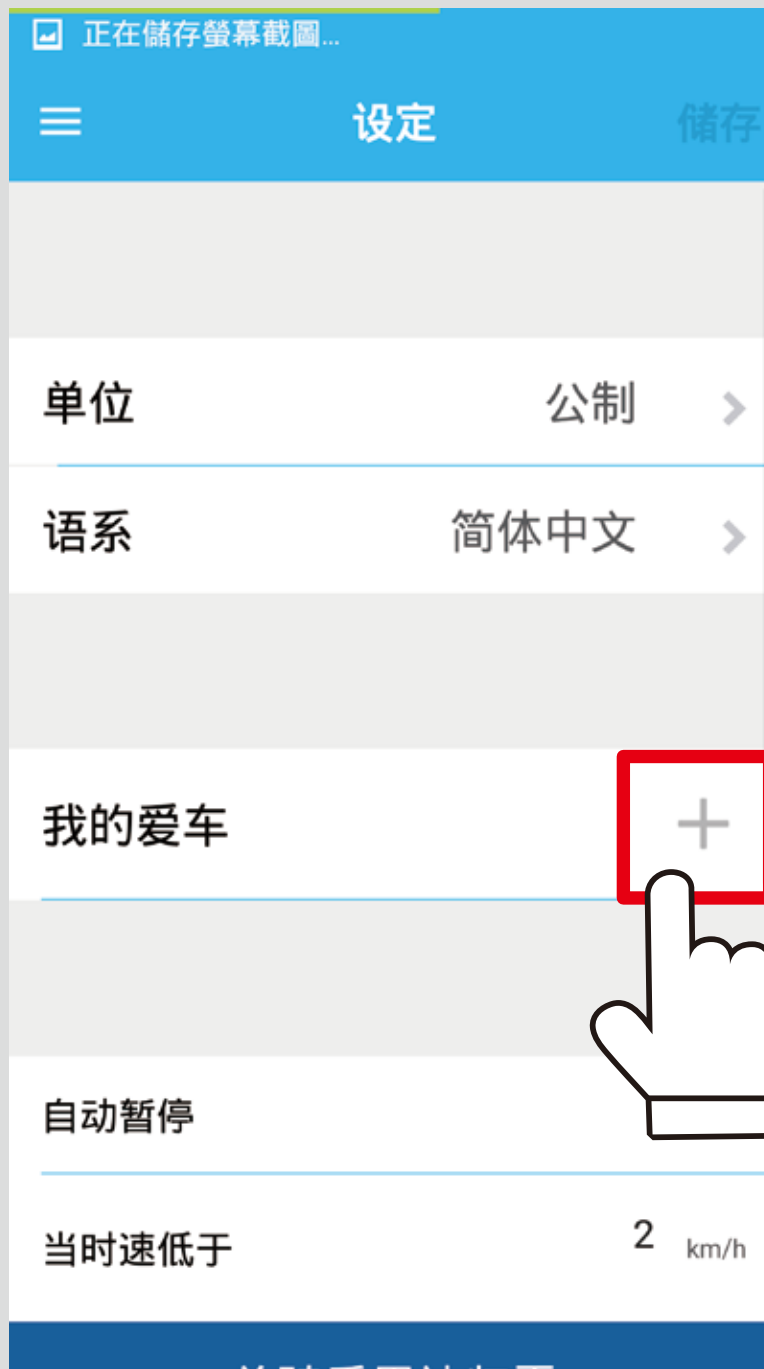 正在儲存螢幕截圖...
设定 储存
单位 公制
语系 简体中文
我的爱车
自动暂停
当时速低于 2 km/h